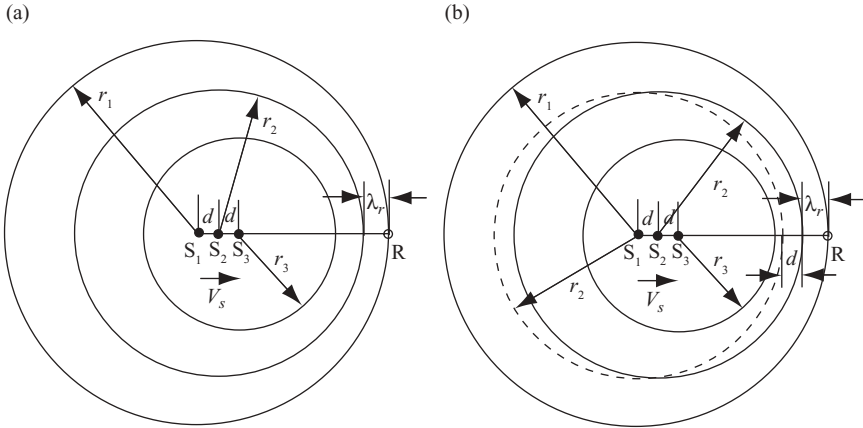 (a)
r1
r2
λr
d d
S1 S2 S3
R
r3
Vs
(b)
r1
r2
λr
d d
S1 S2 S3
d
R
r2
r3
Vs